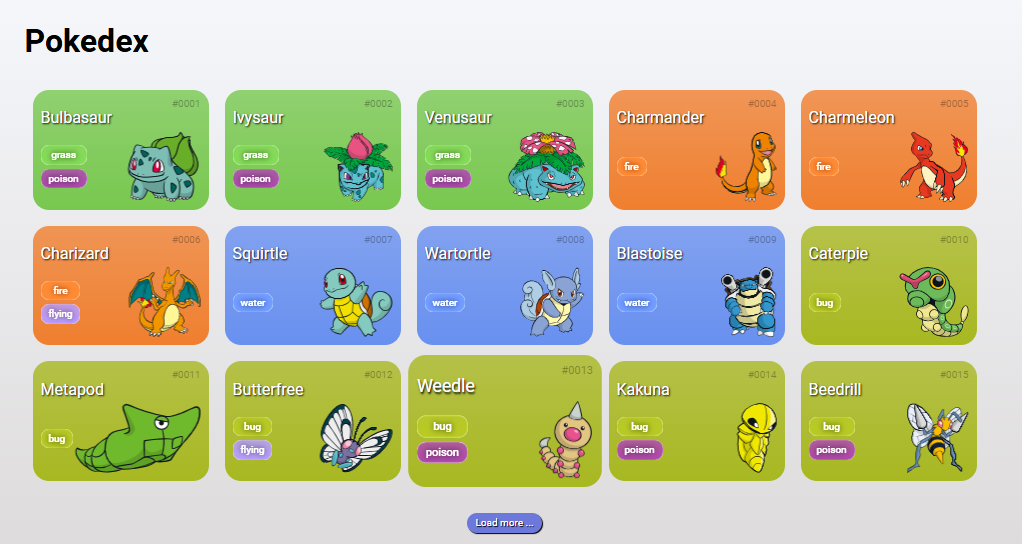 Pokedex
#0001
Bulbasaur
grass
poison
#0002
Ivysaur
grass
poison
#0003
Venusaur
grass
poison
#0004
Charmander
fire
#0005
Charmeleon
fire
#0006
Charizard
fire
flying
#0007
Squirtle
water
#0008
Wartortle
water
#0009
Blastoise
water
#0010
Caterpie
bug
#0011
Metapod
bug
#0012
Butterfree
bug
flying
#0013
Weedle
bug
poison
#0014
Kakuna
bug
poison
#0015
Beedrill
bug
poison
Load more ...